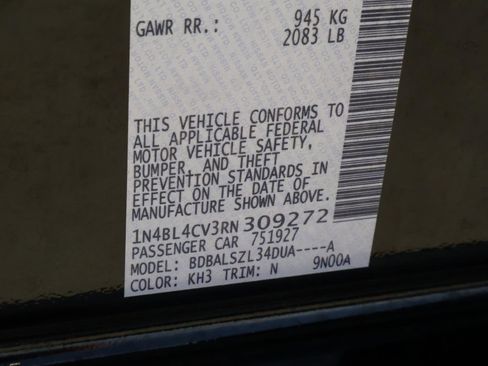 GAWR RR.: 945 KG
2083 LB
THIS VEHICLE CONFORMS TO
ALL APPLICABLE FEDERAL
MOTOR VEHICLE SAFETY,
BUMPER, AND THEFT
PREVENTION STANDARDS IN
EFFECT ON THE DATE OF
MANUFACTURE SHOWN ABOVE.
1N4BL4CV3RN309272
PASSENGER CAR 751927
MODEL: BDBALSZL34DUA----A
COLOR: KH3 TRIM: N 9N00A